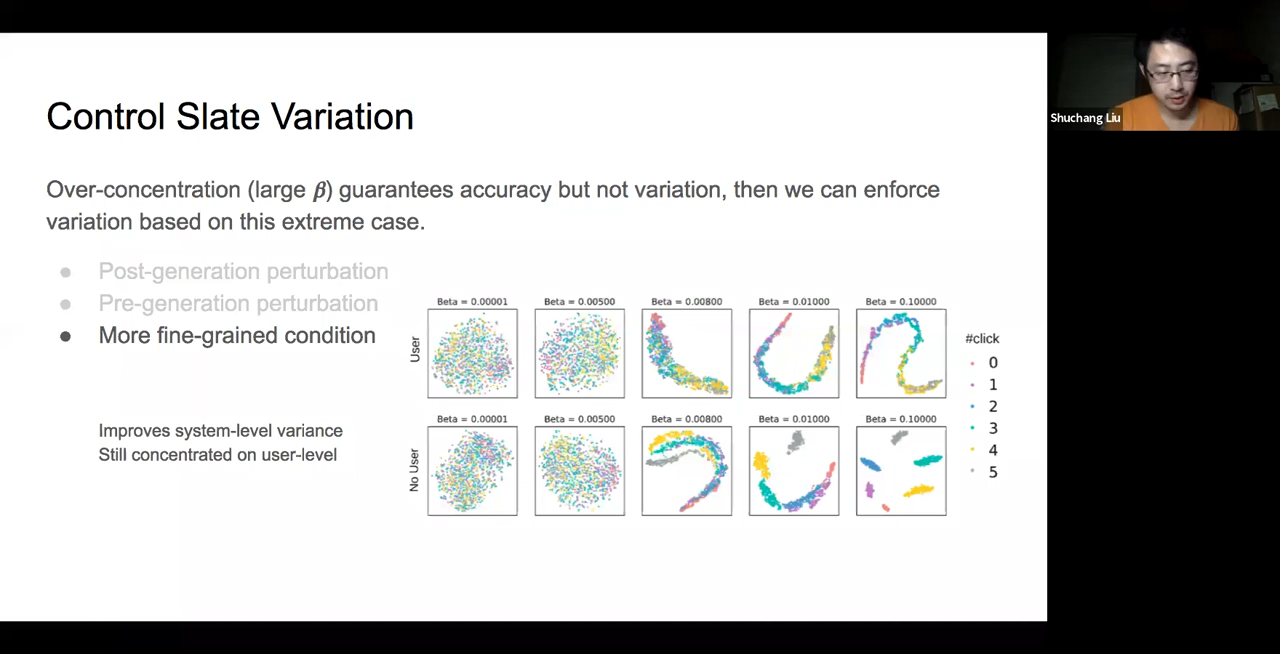 Control Slate Variation
Shuchang Liu
Over-concentration (large β) guarantees accuracy but not variation, then we can enforce
variation based on this extreme case.
● Post-generation perturbation
● Pre-generation perturbation
● More fine-grained condition
Improves system-level variance
Still concentrated on user-level
Beta = 0.00001 Beta = 0.00500 Beta = 0.00800 Beta = 0.01000 Beta = 0.10000
User
Beta = 0.00001 Beta = 0.00500 Beta = 0.00800 Beta = 0.01000 Beta = 0.10000
No User
#click
0
1
2
3
4
5